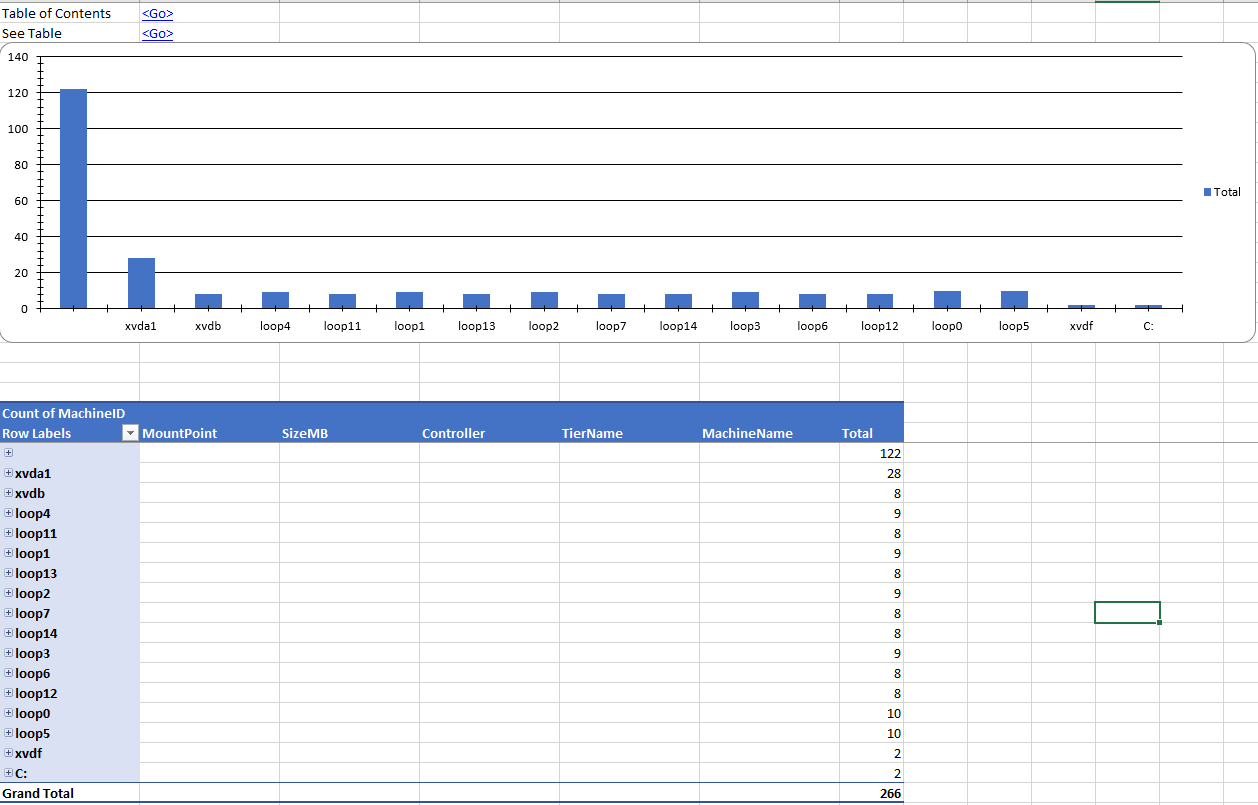 Table of Contents <Go>
See Table <Go>
140
120
100
80
60
40
20
0
Total
xvda1 xvdb loop4 loop11 loop1 loop13 loop2 loop7 loop14 loop3 loop6 loop12 loop0 loop5 xvdf C:
Count of MachineID
Row Labels MountPoint SizeMB Controller TierName MachineName Total
122
xvda1 28
xvdb 8
loop4 9
loop11 8
loop1 9
loop13 8
loop2 9
loop7 8
loop14 8
loop3 9
loop6 8
loop12 8
loop0 10
loop5 10
xvdf 2
C: 2
Grand Total 266